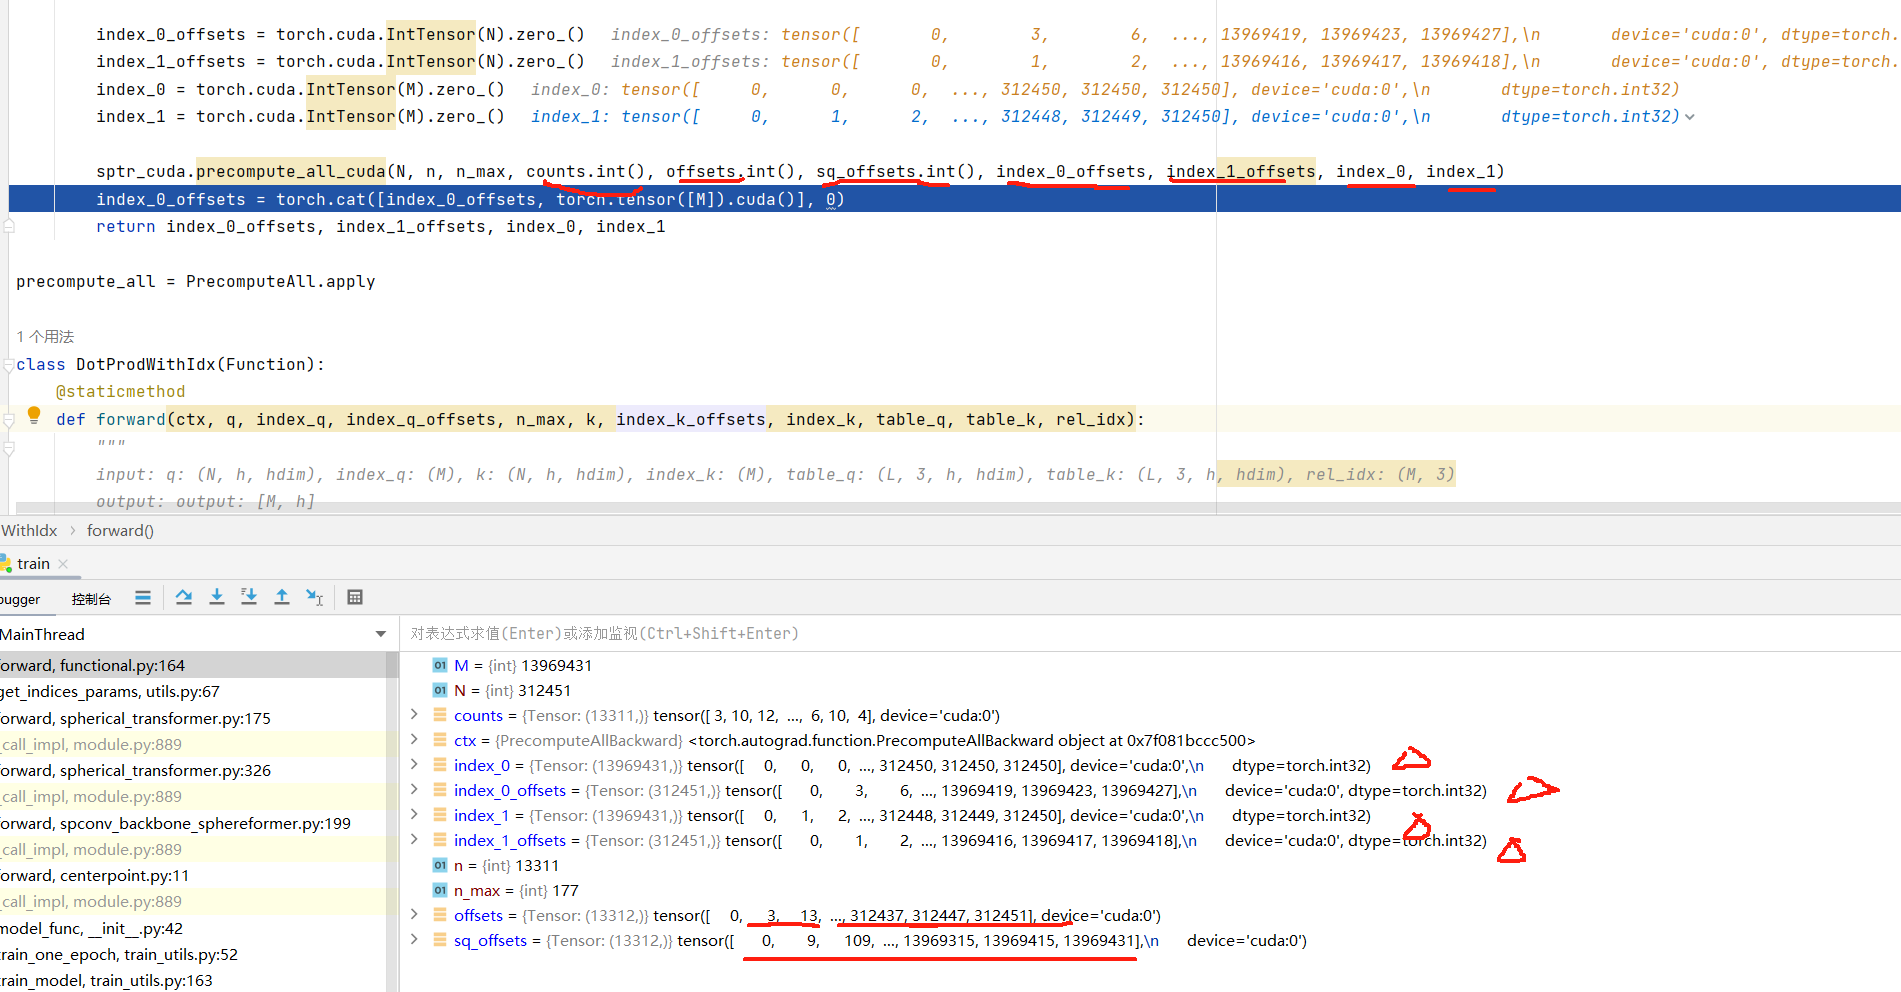 index_0_offsets = torch.cuda.IntTensor(N).zero_()   index_0_offsets: tensor([       0,        3,        6,  ..., 13969419, 13969423, 13969427],\n       device='cuda:0', dtype=torch.
index_1_offsets = torch.cuda.IntTensor(N).zero_()   index_1_offsets: tensor([       0,        1,        2,  ..., 13969416, 13969417, 13969418],\n       device='cuda:0', dtype=torch.
index_0 = torch.cuda.IntTensor(M).zero_()   index_0: tensor([     0,      0,      0,  ..., 312450, 312450, 312450], device='cuda:0',\n       dtype=torch.int32)
index_1 = torch.cuda.IntTensor(M).zero_()   index_1: tensor([     0,      1,      2,  ..., 312448, 312449, 312450], device='cuda:0',\n       dtype=torch.int32)
sptr_cuda.precompute_all_cuda(N, n, n_max, counts.int(), offsets.int(), sq_offsets.int(), index_0_offsets, index_1_offsets, index_0, index_1)
index_0_offsets = torch.cat([index_0_offsets, torch.tensor([M]).cuda()], 0)
return index_0_offsets, index_1_offsets, index_0, index_1
precompute_all = PrecomputeAll.apply
1 个用法
class DotProdWithIdx(Function):
@staticmethod
def forward(ctx, q, index_q, index_q_offsets, n_max, k, index_k_offsets, index_k, table_q, table_k, rel_idx):
"""
input: q: (N, h, hdim), index_q: (M), k: (N, h, hdim), index_k: (M), table_q: (L, 3, h, hdim), table_k: (L, 3, h, hdim), rel_idx: (M, 3)
output: output: [M, h]
WithIdx › forward()
train
bugger 控制台
MainThread
对表达式求值(Enter)或添加监视(Ctrl+Shift+Enter)
orward, functional.py:164
get_indices_params, utils.py:67
orward, spherical_transformer.py:175
_call_impl, module.py:889
orward, spherical_transformer.py:326
_call_impl, module.py:889
orward, spconv_backbone_sphereformer.py:199
_call_impl, module.py:889
orward, centerpoint.py:11
_call_impl, module.py:889
model_func, __init__.py:42
train_one_epoch, train_utils.py:52
train_model, train_utils.py:163
M = {int} 13969431
N = {int} 312451
counts = {Tensor: (13311,)} tensor([ 3, 10, 12,  ...,  6, 10,  4], device='cuda:0')
ctx = {PrecomputeAllBackward} <torch.autograd.function.PrecomputeAllBackward object at 0x7f081bccc500>
index_0 = {Tensor: (13969431,)} tensor([     0,      0,      0,  ..., 312450, 312450, 312450], device='cuda:0',\n       dtype=torch.int32)
index_0_offsets = {Tensor: (312451,)} tensor([       0,        3,        6,  ..., 13969419, 13969423, 13969427],\n       device='cuda:0', dtype=torch.int32)
index_1 = {Tensor: (13969431,)} tensor([     0,      1,      2,  ..., 312448, 312449, 312450], device='cuda:0',\n       dtype=torch.int32)
index_1_offsets = {Tensor: (312451,)} tensor([       0,        1,        2,  ..., 13969416, 13969417, 13969418],\n       device='cuda:0', dtype=torch.int32)
n = {int} 13311
n_max = {int} 177
offsets = {Tensor: (13312,)} tensor([     0,      3,     13,  ..., 312437, 312447, 312451], device='cuda:0')
sq_offsets = {Tensor: (13312,)} tensor([       0,        9,      109,  ..., 13969315, 13969415, 13969431],\n       device='cuda:0')